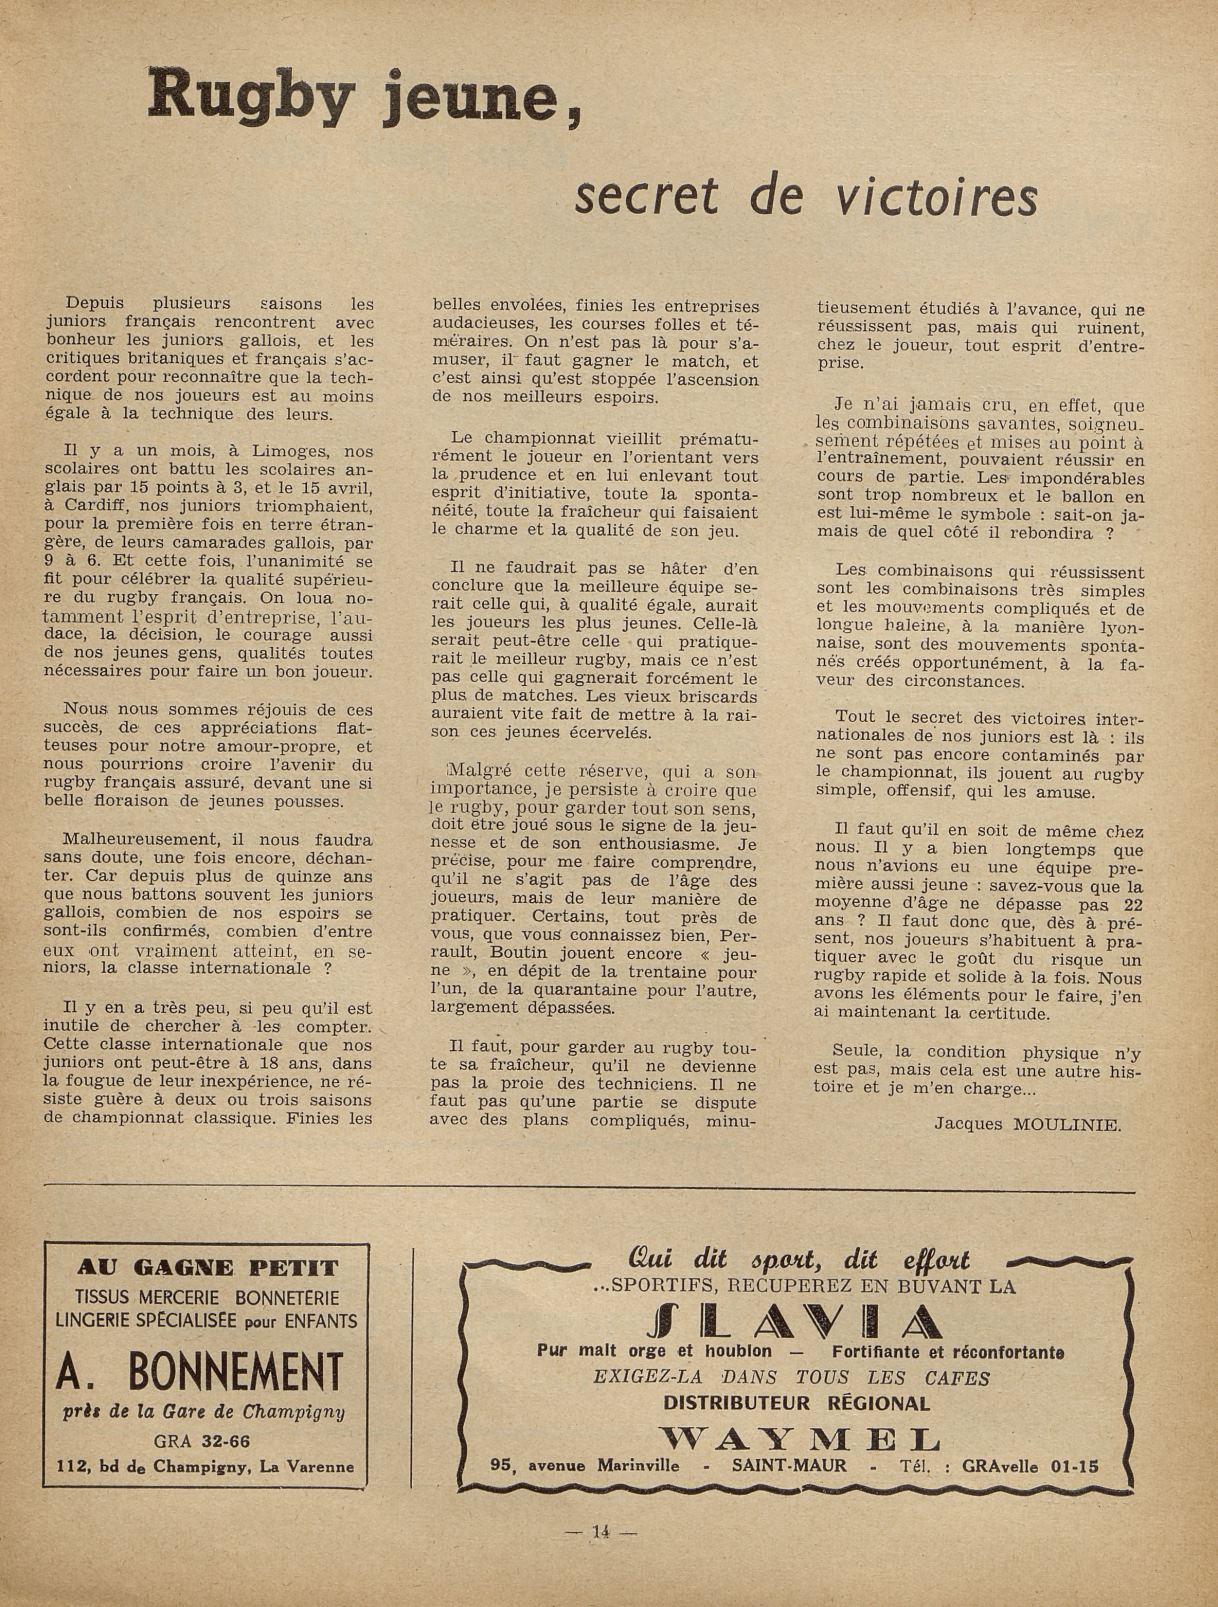 Rugby jeune,
secret de victoires
Depuis plusieurs saisons les
juniors français rencontrent avec
bonheur les juniors gallois, et les
critiques britaniques et français s'ac-
cordent pour reconnaître que la tech-
nique de nos joueurs est au moins
égale à la technique des leurs.
Il y a un mois, à Limoges, nos
scolaires ont battu les scolaires an-
glais par 15 points à 3, et le 15 avril,
à Cardiff, nos juniors triomphaient,
pour la première fois en terre étran-
gère, de leurs camarades gallois, par
9 à 6. Et cette fois, l'unanimité se
fit pour célébrer la qualité supérieu-
re du rugby français. On loua no-
tamment l'esprit d'entreprise, l'au-
dace, la décision, le courage aussi
de nos jeunes gens, qualités toutes
nécessaires pour faire un bon joueur.
Nous nous sommes réjouis de ces
succès, de ces appréciations flat-
teuses pour notre amour-propre, et
nous pourrions croire l'avenir du
rugby français assuré, devant une si
belle floraison de jeunes pousses.
Malheureusement, il nous faudra
sans doute, une fois encore, déchan-
ter. Car depuis plus de quinze ans
que nous battons souvent les juniors
gallois, combien de nos espoirs se
sont-ils confirmés, combien d'entre
eux ont vraiment atteint, en se-
niors, la classe internationale ?
Il y en a très peu, si peu qu'il est
inutile de chercher à les compter.
Cette classe internationale que nos
juniors ont peut-être à 18 ans, dans
la fougue de leur inexpérience, ne ré-
siste guère à deux ou trois saisons
de championnat classique. Finies les
belles envolées, finies les entreprises
audacieuses, les courses folles et té-
méraires. On n'est pas là pour s'a-
muser, il faut gagner le match, et
c'est ainsi qu'est stoppée l'ascension
de nos meilleurs espoirs.
Le championnat vieillit prématu-
rément le joueur en l'orientant vers
la prudence et en lui enlevant tout
esprit d'initiative, toute la sponta-
néité, toute la fraîcheur qui faisaient
le charme et la qualité de son jeu.
Il ne faudrait pas se hâter d'en
conclure que la meilleure équipe se-
rait celle qui, à qualité égale, aurait
les joueurs les plus jeunes. Celle-là
serait peut-être celle qui pratique-
rait le meilleur rugby, mais ce n'est
pas celle qui gagnerait forcément le
plus de matches. Les vieux briscards
auraient vite fait de mettre à la rai-
son ces jeunes écervelés.
Malgré cette réserve, qui a son
importance, je persiste à croire que
le rugby, pour garder tout son sens,
doit être joué sous le signe de la jeu-
nesse et de son enthousiasme. Je
précise, pour me faire comprendre,
qu'il ne s'agit pas de l'âge des
joueurs, mais de leur manière de
pratiquer. Certains, tout près de
vous, que vous connaissez bien, Per-
rault, Boutin jouent encore « jeu-
ne », en dépit de la trentaine pour
l'un, de la quarantaine pour l'autre,
largement dépassées.
Il faut, pour garder au rugby tou-
te sa fraîcheur, qu'il ne devienne
pas la proie des techniciens. Il ne
faut pas qu'une partie se dispute
avec des plans compliqués, minu-
tieusement étudiés à l'avance, qui ne
réussissent pas, mais qui ruinent,
chez le joueur, tout esprit d'entre-
prise.
Je n'ai jamais cru, en effet, que
les combinaisons savantes, soigneu-
sement répétées et mises au point à
l'entraînement, pouvaient réussir en
cours de partie. Les impondérables
sont trop nombreux et le ballon en
est lui-même le symbole : sait-on ja-
mais de quel côté il rebondira ?
Les combinaisons qui réussissent
sont les combinaisons très simples
et les mouvements compliqués et de
longue haleine, à la manière lyon-
naise, sont des mouvements sponta-
nés créés opportunément, à la fa-
veur des circonstances.
Tout le secret des victoires inter-
nationales de nos juniors est là : ils
ne sont pas encore contaminés par
le championnat, ils jouent au rugby
simple, offensif, qui les amuse.
Il faut qu'il en soit de même chez
nous. Il y a bien longtemps que
nous n'avions eu une équipe pre-
mière aussi jeune : savez-vous que la
moyenne d'âge ne dépasse pas 22
ans ? Il faut donc que, dès à pré-
sent, nos joueurs s'habituent à pra-
tiquer avec le goût du risque un
rugby rapide et solide à la fois. Nous
avons les éléments pour le faire, j'en
ai maintenant la certitude.
Seule, la condition physique n'y
est pas, mais cela est une autre his-
toire et je m'en charge...
Jacques MOULINIE.
AU GAGNE PETIT
TISSUS MERCERIE BONNETERIE
LINGERIE SPÉCIALISÉE pour ENFANTS
A. BONNEMENT
près de la Gare de Champigny
GRA 32-66
112, bd de Champigny, La Varenne
Qui dit sport, dit effort
...SPORTIFS, RECUPEREZ EN BUVANT LA
SLAVIA
Pur malt orge et houblon — Fortifiante et réconfortante
EXIGEZ-LA DANS TOUS LES CAFES
DISTRIBUTEUR RÉGIONAL
WAYMEL
95, avenue Marinville - SAINT-MAUR - Tél. : GRAvelle 01-15
— 14 —